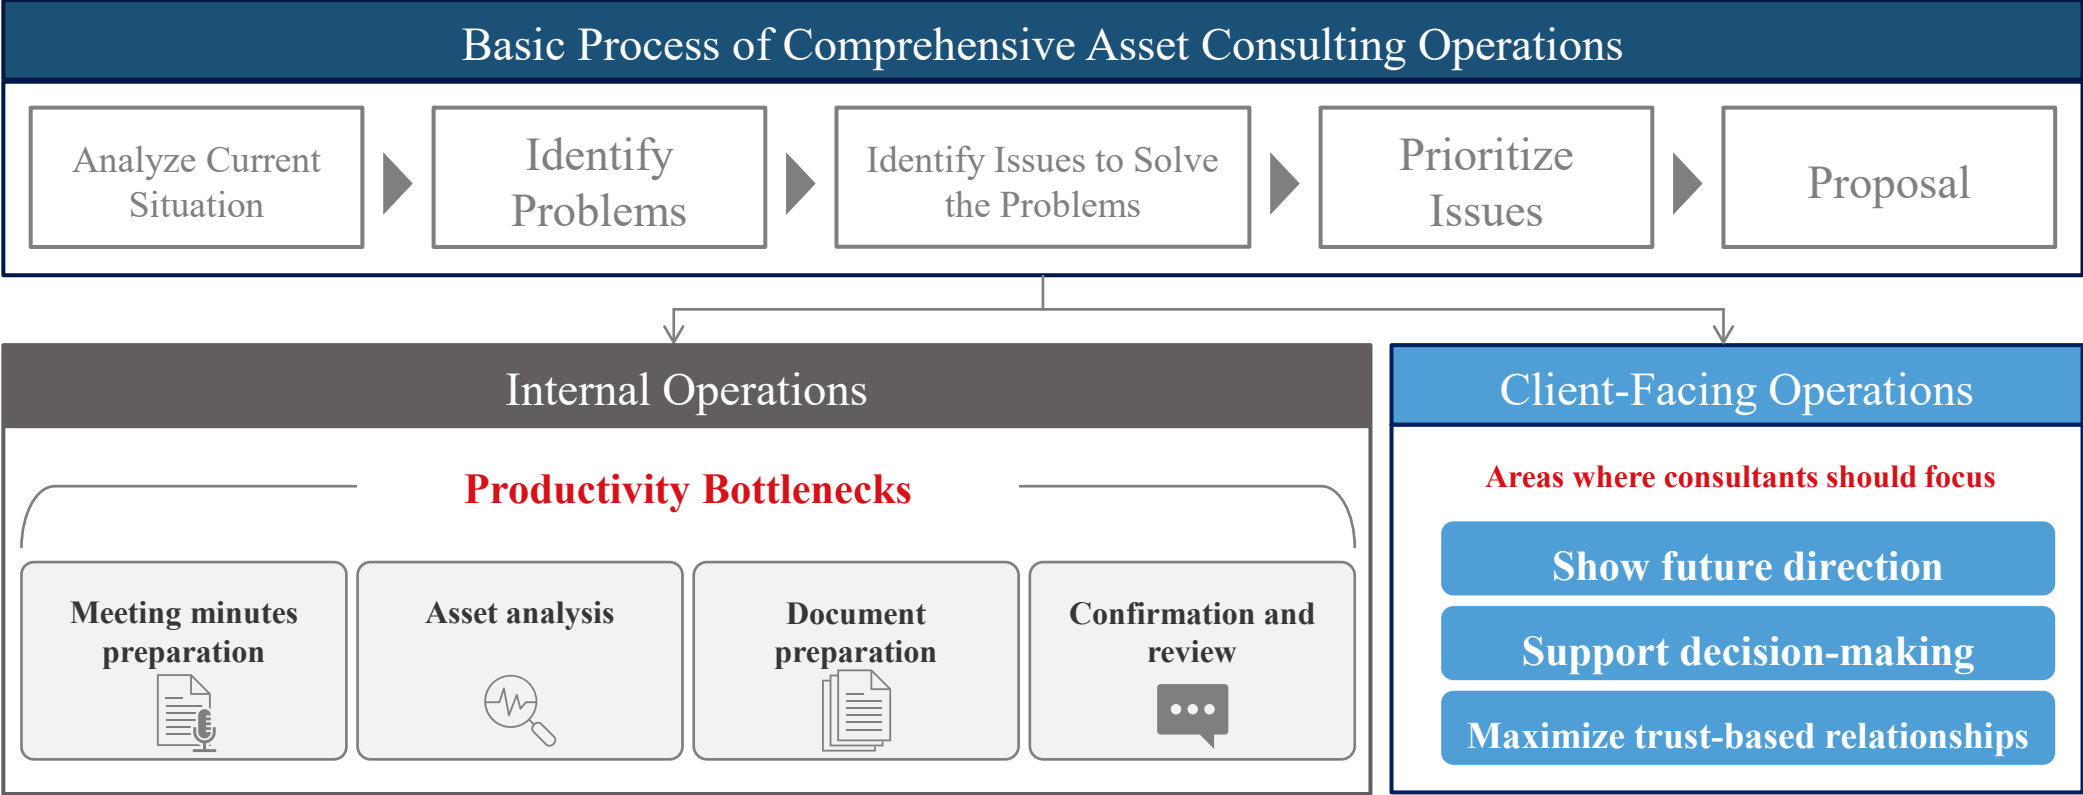 Basic Process of Comprehensive Asset Consulting Operations
Analyze Current
Situation
Identify
Problems
Identify Issues to Solve
the Problems
Prioritize
Issues
Proposal
Internal Operations
Productivity Bottlenecks
Meeting minutes
preparation
Asset analysis
Document
preparation
Confirmation and
review
Client-Facing Operations
Areas where consultants should focus
Show future direction
Support decision-making
Maximize trust-based relationships